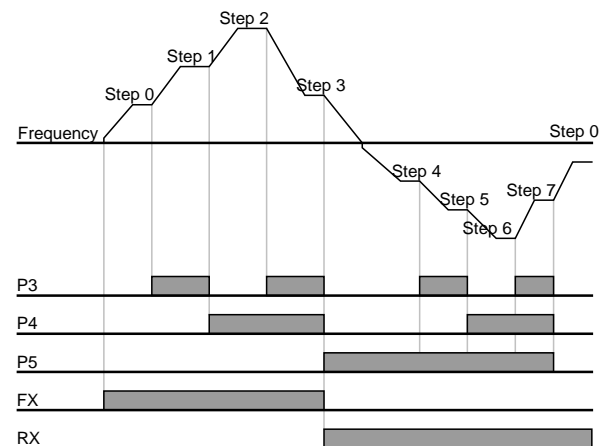 Step 2
Step 1
Step 3
Step 0
Frequency
Step 0
Step 4
Step 7
Step 5
Step 6
P3
P4
P5
FX
RX